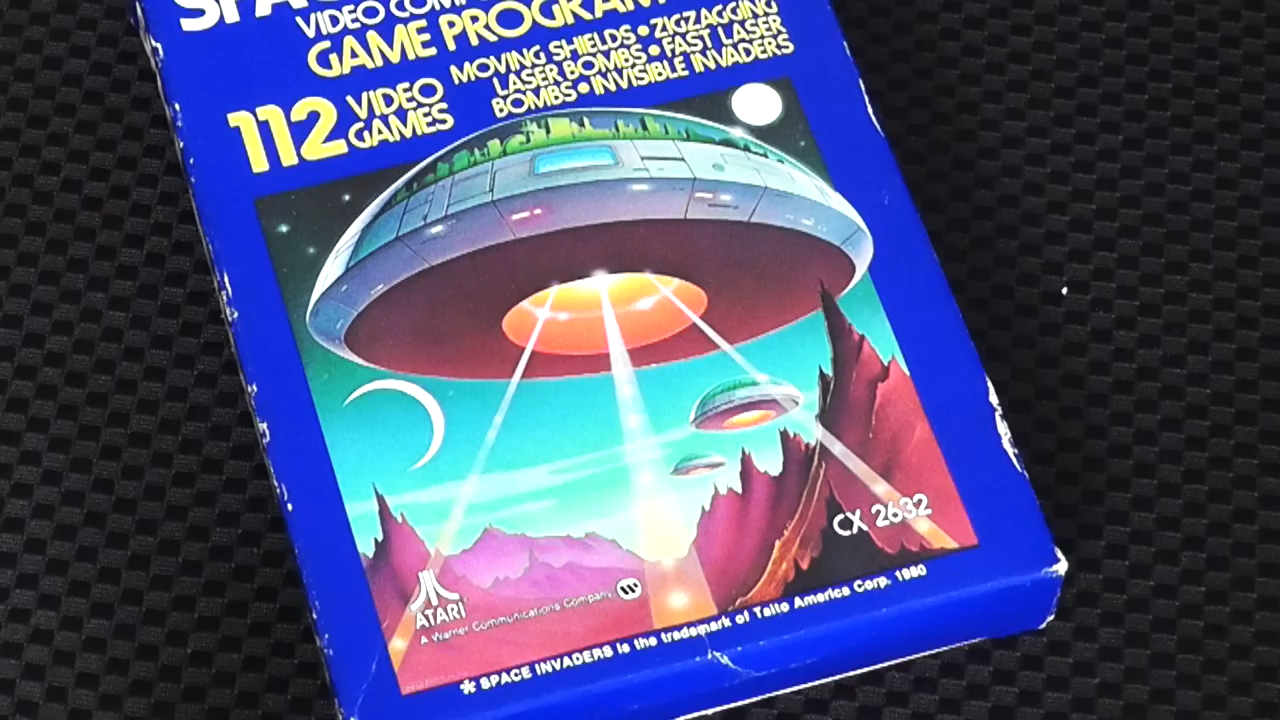 SPAC
VIDEO COMP
GAME PROGRAM
112 VIDEO GAMES
MOVING SHIELDS • ZIGZAGGING
LASER BOMBS • FAST LASER
BOMBS • INVISIBLE INVADERS
CX 2632
ATARI
A Warner Communications Company
* SPACE INVADERS is the trademark of Taito America Corp. 1980